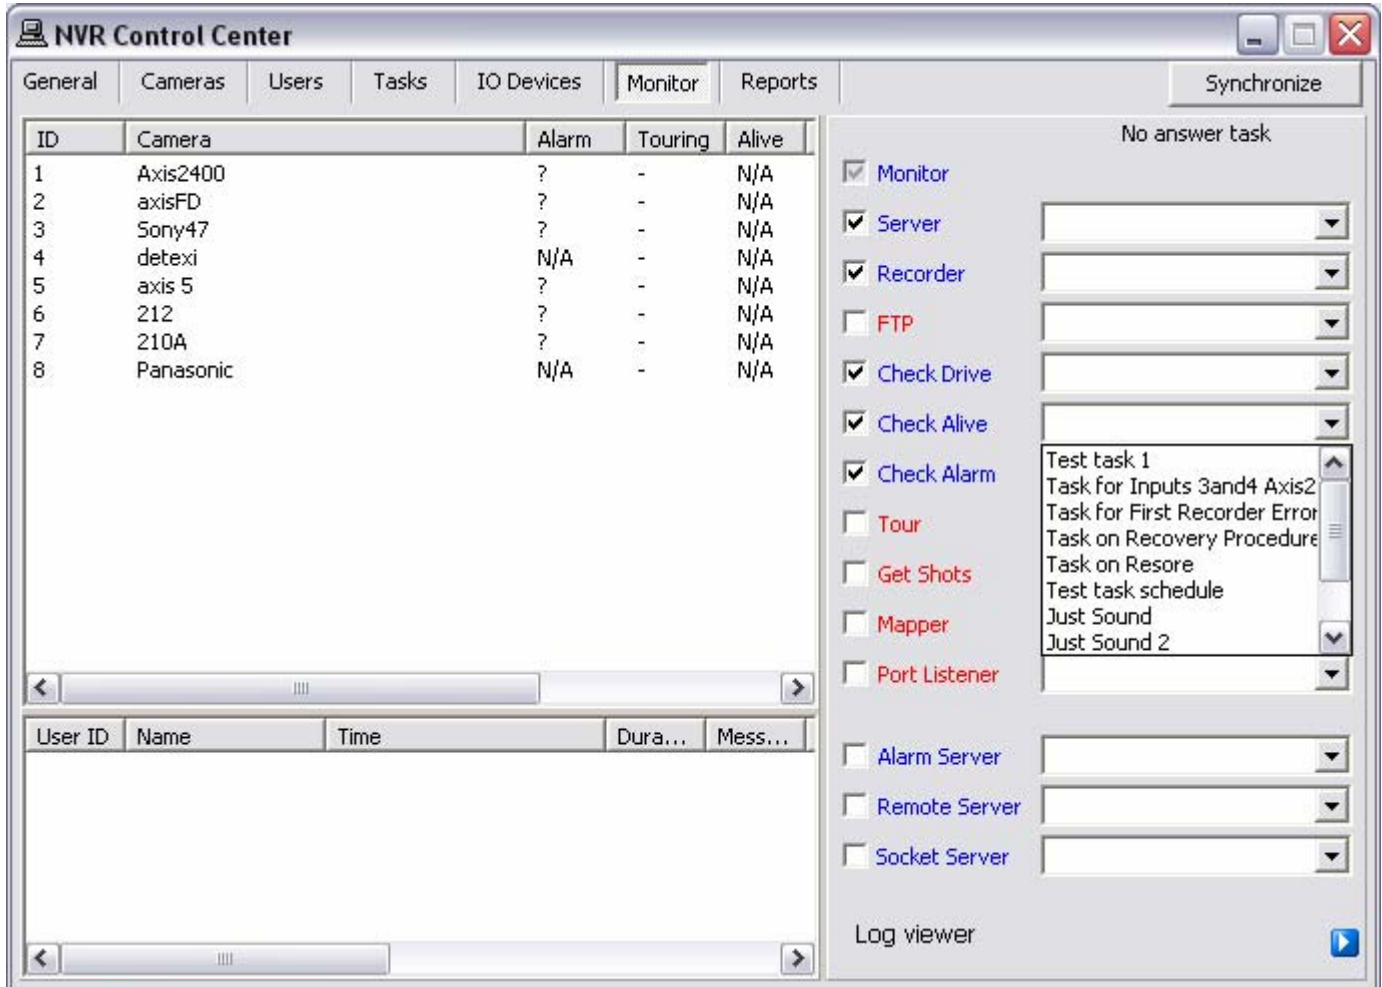 NVR Control Center
General Cameras Users Tasks IO Devices Monitor Reports Synchronize
ID Camera Alarm Touring Alive
1 Axis2400 ? - N/A
2 axisFD ? - N/A
3 Sony47 ? - N/A
4 detexi N/A - N/A
5 axis 5 ? - N/A
6 212 ? - N/A
7 210A ? - N/A
8 Panasonic N/A - N/A
User ID Name Time Dura... Mess...
No answer task
Monitor
Server
Recorder
FTP
Check Drive
Check Alive
Check Alarm
Tour
Get Shots
Mapper
Port Listener
Test task 1
Task for Inputs 3and4 Axis2
Task for First Recorder Error
Task on Recovery Procedure
Task on Resore
Test task schedule
Just Sound
Just Sound 2
Alarm Server
Remote Server
Socket Server
Log viewer